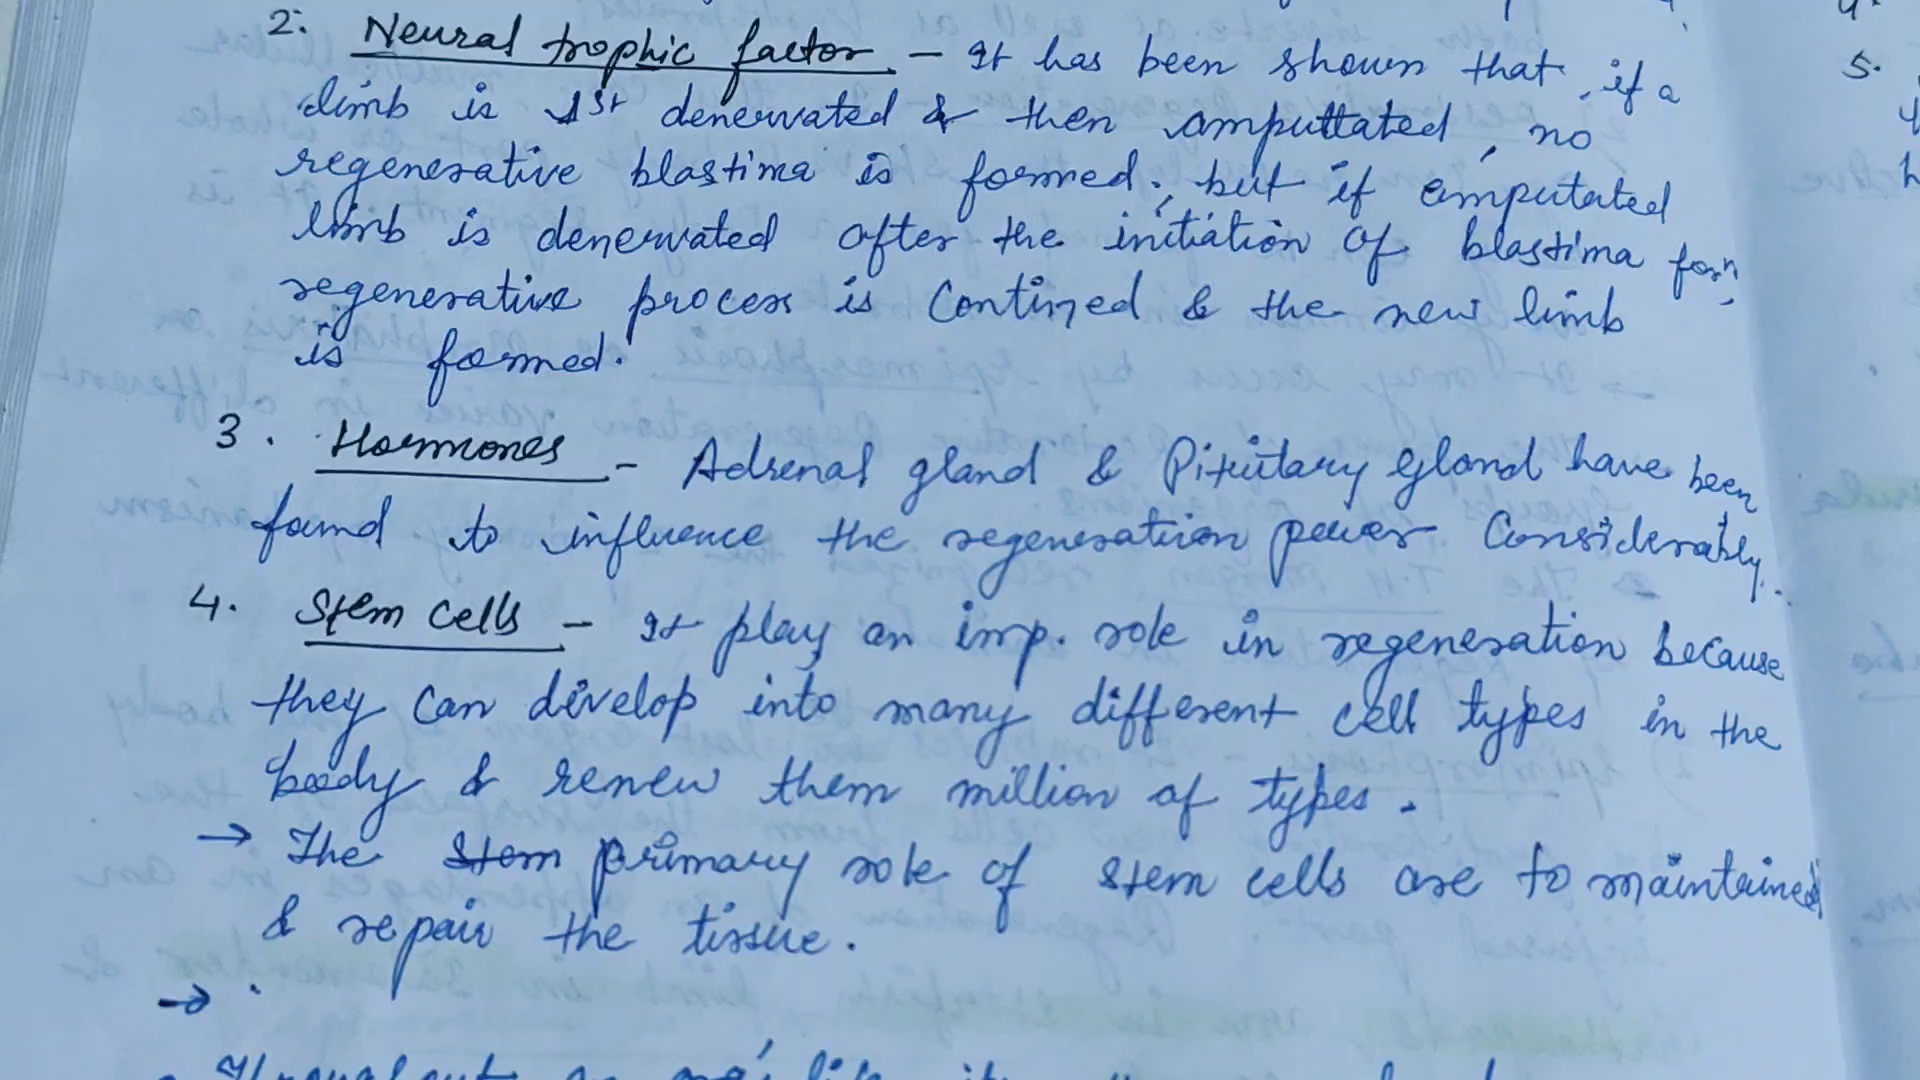 2. Neural trophic factor - It has been shown that, if a
limb is 1st denervated & then amputtated, no
regenerative blastima is formed, but if amputated
limb is denervated after the initiation of blastima forn,
regenerative process is contined & the new limb
is formed.
3. Hormones - Adrenal gland & Pitutary gland have been
found to influence the regeneration power considerably.
4. Stem cells - It play an imp. role in regeneration because
they can divelop into many different cell types in the
body & renew them million of types.
→ The stem primary role of stem cells are to maintained
& repair the tissue.
→
5.